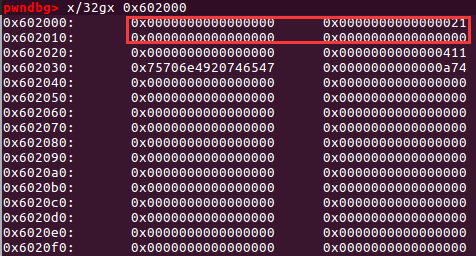 pwndbg> x/32gx 0x602000
0x602000: 0x0000000000000000 0x0000000000000021
0x602010: 0x0000000000000000 0x0000000000000000
0x602020: 0x0000000000000000 0x0000000000000411
0x602030: 0x75706e4920746547 0x0000000000000a74
0x602040: 0x0000000000000000 0x0000000000000000
0x602050: 0x0000000000000000 0x0000000000000000
0x602060: 0x0000000000000000 0x0000000000000000
0x602070: 0x0000000000000000 0x0000000000000000
0x602080: 0x0000000000000000 0x0000000000000000
0x602090: 0x0000000000000000 0x0000000000000000
0x6020a0: 0x0000000000000000 0x0000000000000000
0x6020b0: 0x0000000000000000 0x0000000000000000
0x6020c0: 0x0000000000000000 0x0000000000000000
0x6020d0: 0x0000000000000000 0x0000000000000000
0x6020e0: 0x0000000000000000 0x0000000000000000
0x6020f0: 0x0000000000000000 0x0000000000000000